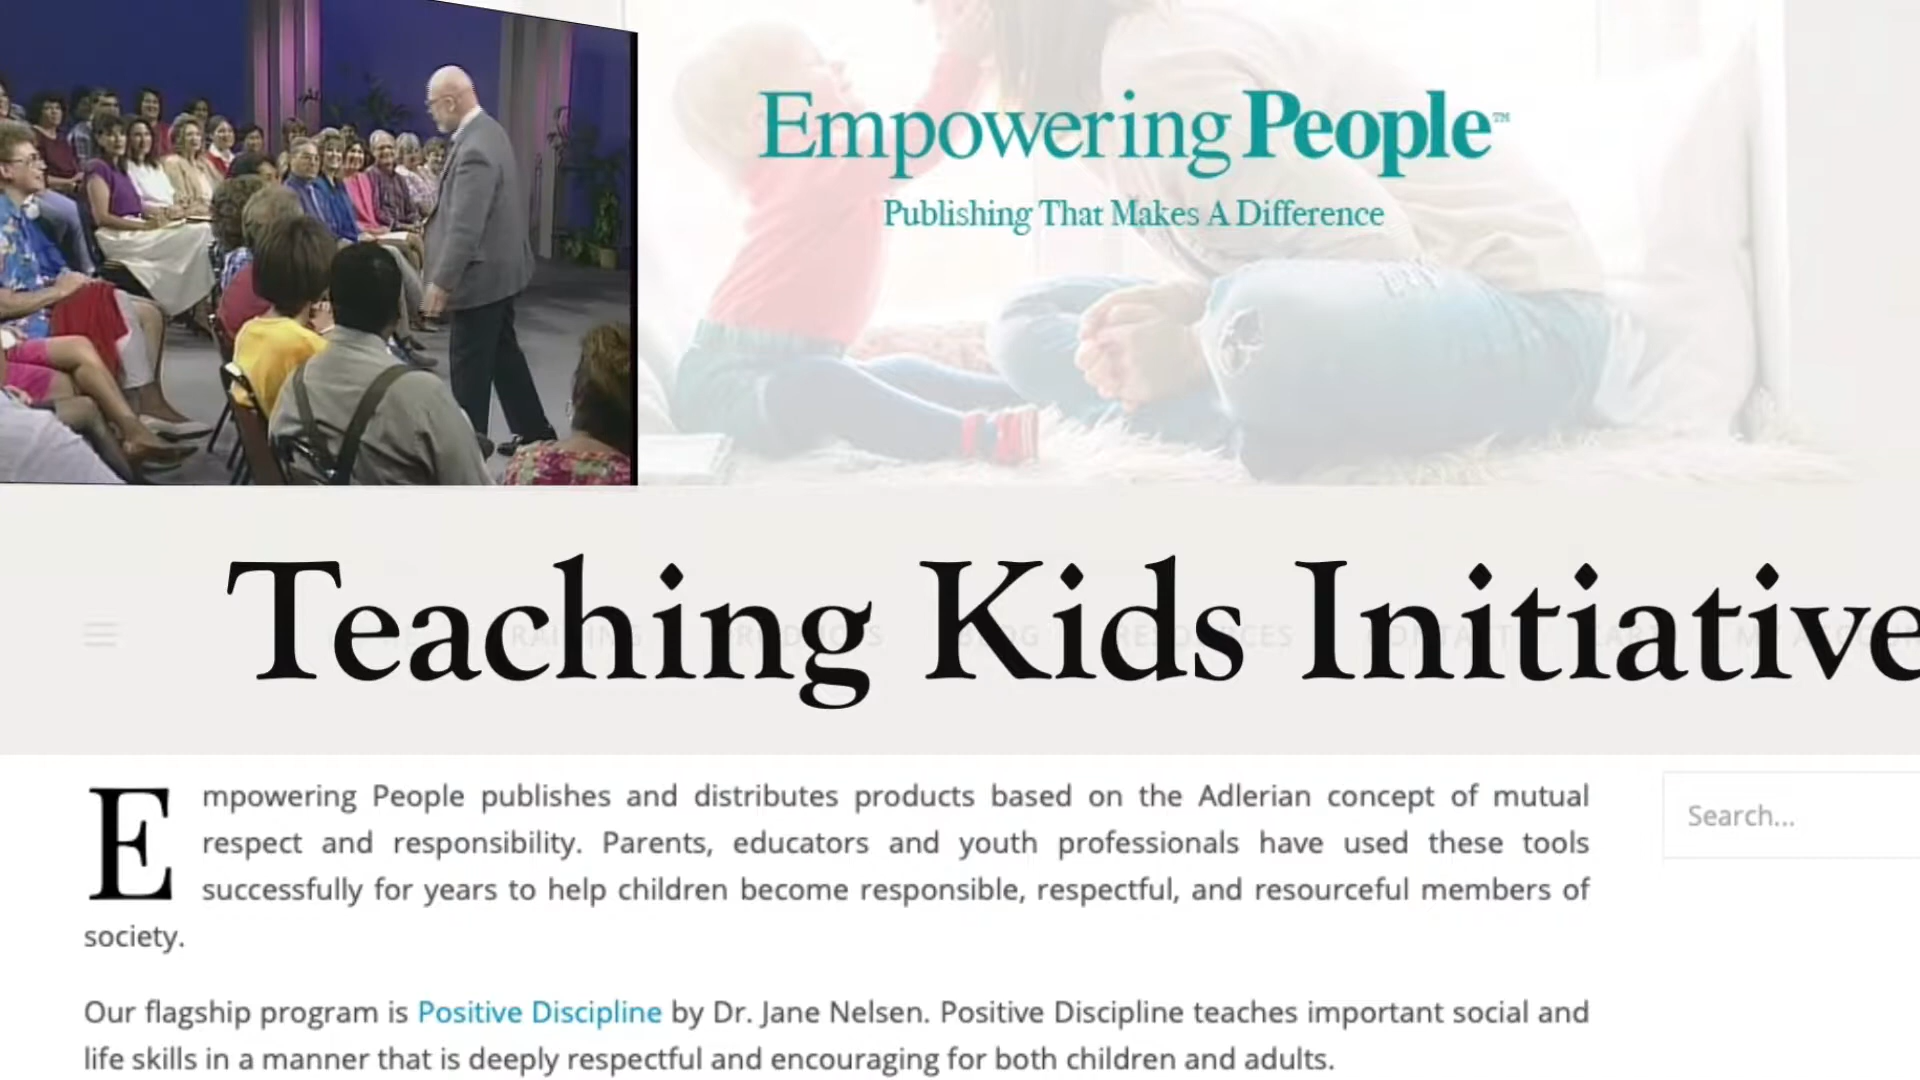 Empowering People™
Publishing That Makes A Difference
Teaching Kids Initiative
Empowering People publishes and distributes products based on the Adlerian concept of mutual
respect and responsibility. Parents, educators and youth professionals have used these tools
successfully for years to help children become responsible, respectful, and resourceful members of
society.
Search...
Our flagship program is Positive Discipline by Dr. Jane Nelsen. Positive Discipline teaches important social and
life skills in a manner that is deeply respectful and encouraging for both children and adults.